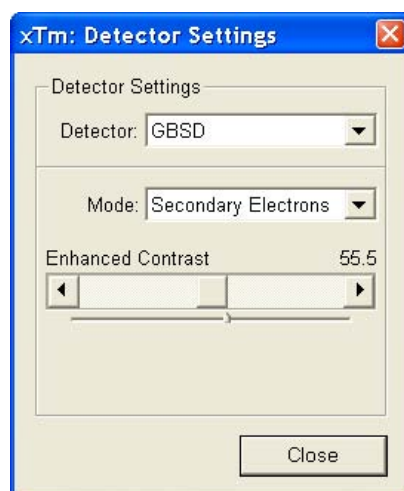 xTm: Detector Settings
Detector Settings
Detector: GBSD
Mode: Secondary Electrons
Enhanced Contrast 55.5
Close